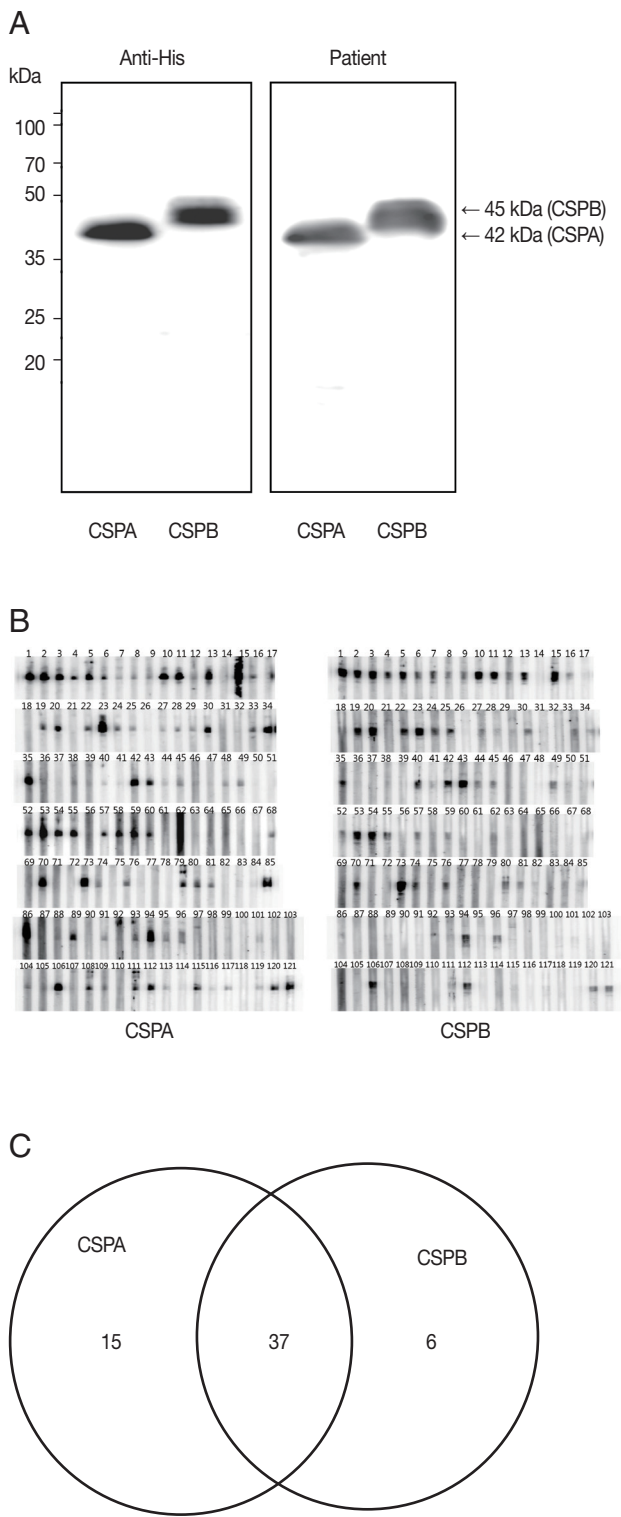 A
Anti-His Patient
kDa
100
70
50
35
25
20
← 45 kDa (CSPB)
← 42 kDa (CSPA)
CSPA CSPB CSPA CSPB
B
1 2 3 4 5 6 7 8 9 10 11 12 13 14 15 16 17
18 19 20 21 22 23 24 25 26 27 28 29 30 31 32 33 34
35 36 37 38 39 40 41 42 43 44 45 46 47 48 49 50 51
52 53 54 55 56 57 58 59 60 61 62 63 64 65 66 67 68
69 70 71 72 73 74 75 76 77 78 79 80 81 82 83 84 85
86 87 88 89 90 91 92 93 94 95 96 97 98 99 100 101 102 103
104 105 106 107 108 109 110 111 112 113 114 115 116 117 118 119 120 121
CSPA
1 2 3 4 5 6 7 8 9 10 11 12 13 14 15 16 17
18 19 20 21 22 23 24 25 26 27 28 29 30 31 32 33 34
35 36 37 38 39 40 41 42 43 44 45 46 47 48 49 50 51
52 53 54 55 56 57 58 59 60 61 62 63 64 65 66 67 68
69 70 71 72 73 74 75 76 77 78 79 80 81 82 83 84 85
86 87 88 89 90 91 92 93 94 95 96 97 98 99 100 101 102 103
104 105 106 107 108 109 110 111 112 113 114 115 116 117 118 119 120 121
CSPB
C
CSPA
CSPB
15 37 6